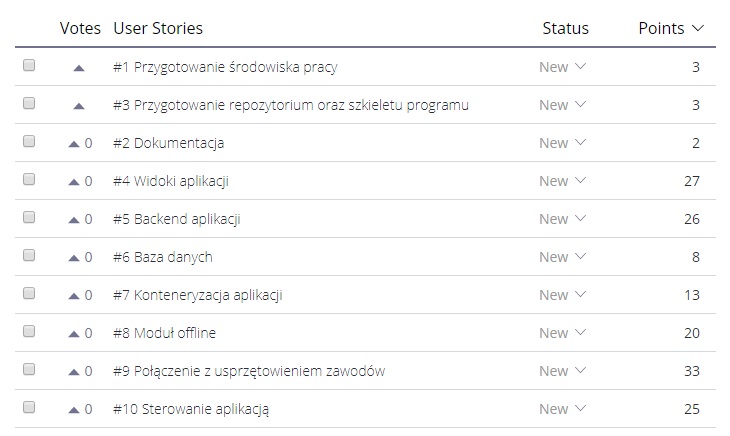 Votes User Stories Status Points
#1 Przygotowanie środowiska pracy New 3
#3 Przygotowanie repozytorium oraz szkieletu programu New 3
0 #2 Dokumentacja New 2
0 #4 Widoki aplikacji New 27
0 #5 Backend aplikacji New 26
0 #6 Baza danych New 8
0 #7 Konteneryzacja aplikacji New 13
0 #8 Moduł offline New 20
0 #9 Połączenie z usprzętowieniem zawodów New 33
0 #10 Sterowanie aplikacją New 25